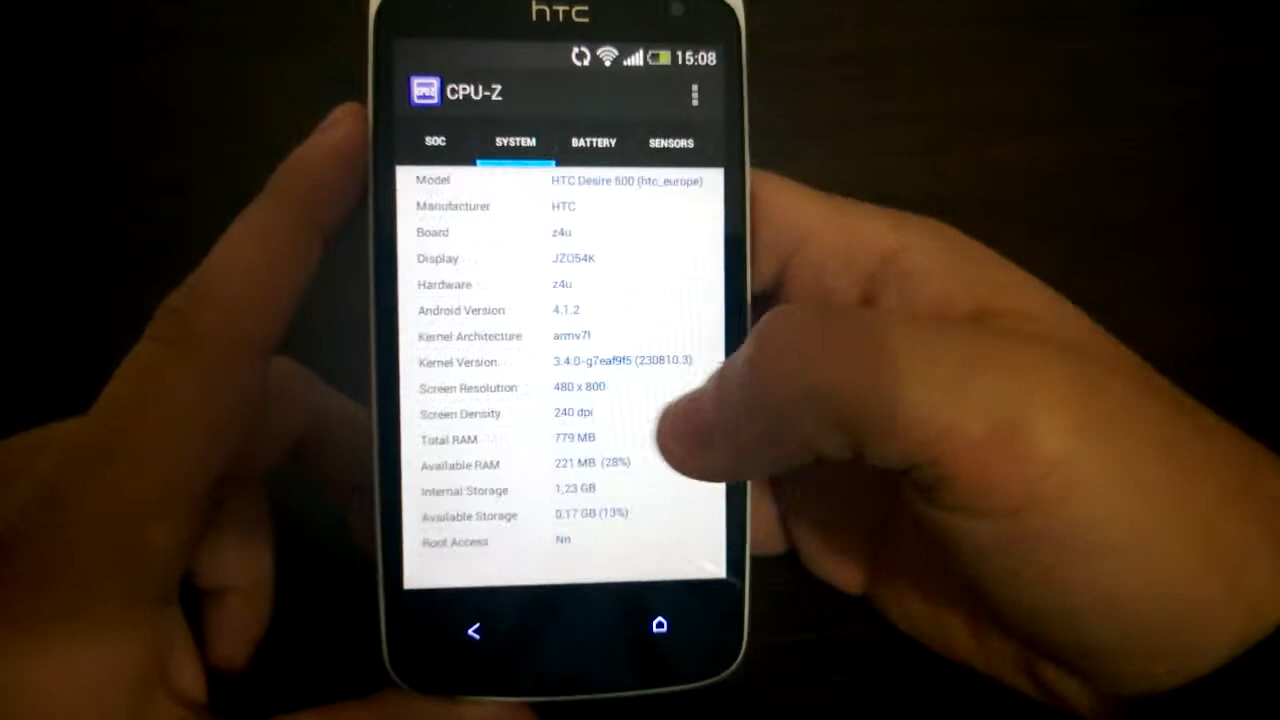 hTC
15:08
CPU-Z
SOC SYSTEM BATTERY SENSORS
Model HTC Desire 500 (htc_europe)
Manufacturer HTC
Board z4u
Display JZO54K
Hardware z4u
Android Version 4.1.2
Kernel Architecture armv7l
Kernel Version 3.4.0-g7eaf9f5 (230810.3)
Screen Resolution 480 x 800
Screen Density 240 dpi
Total RAM 779 MB
Available RAM 221 MB (28%)
Internal Storage 1,23 GB
Available Storage 0,17 GB (13%)
Root Access No